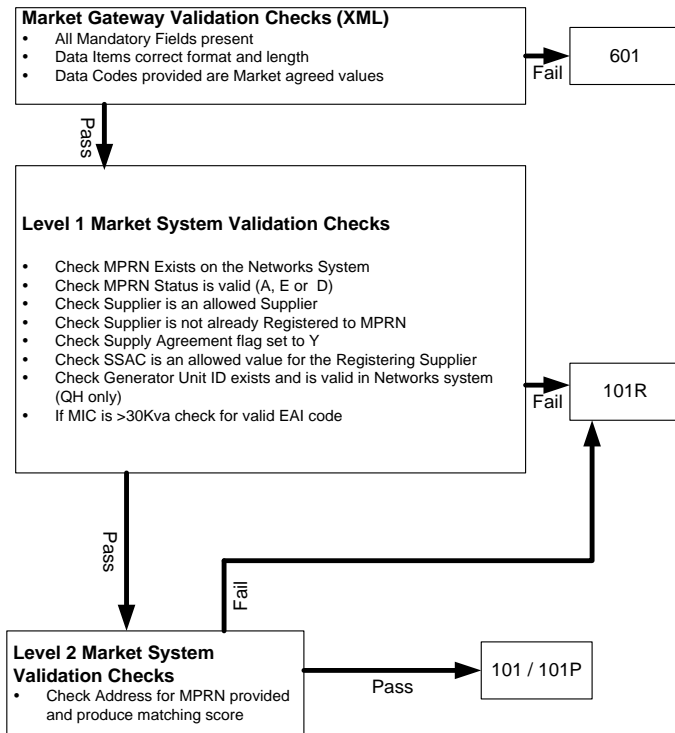 Market Gateway Validation Checks (XML)
• All Mandatory Fields present
• Data Items correct format and length
• Data Codes provided are Market agreed values
Fail
601
Pass
Level 1 Market System Validation Checks
• Check MPRN Exists on the Networks System
• Check MPRN Status is valid (A, E or D)
• Check Supplier is an allowed Supplier
• Check Supplier is not already Registered to MPRN
• Check Supply Agreement flag set to Y
• Check SSAC is an allowed value for the Registering Supplier
• Check Generator Unit ID exists and is valid in Networks system
(QH only)
• If MIC is >30Kva check for valid EAI code
Fail
101R
Pass
Fail
Level 2 Market System
Validation Checks
• Check Address for MPRN provided
and produce matching score
Pass
101 / 101P